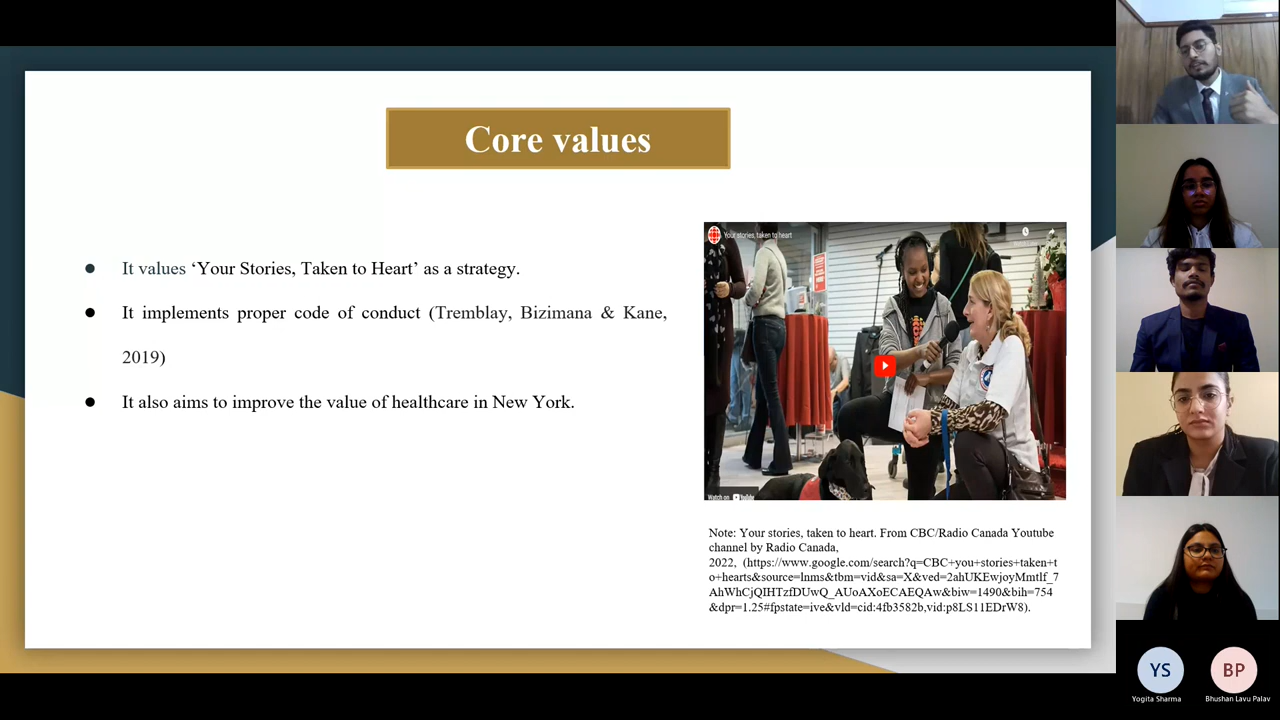 Core values
● It values ‘Your Stories, Taken to Heart’ as a strategy.
● It implements proper code of conduct (Tremblay, Bizimana & Kane,
2019)
● It also aims to improve the value of healthcare in New York.
Your stories, taken to heart
Watch on YouTube
Note: Your stories, taken to heart. From CBC/Radio Canada Youtube
channel by Radio Canada,
2022, (https://www.google.com/search?q=CBC+you+stories+taken+t
o+hearts&source=lnms&tbm=vid&sa=X&ved=2ahUKEwjoyMmtlf_7
AhWhCjQIHTzfDUwQ_AUoAXoECAEQAw&biw=1490&bih=754
&dpr=1.25#fpstate=ive&vld=cid:4fb3582b,vid:p8LS11EDrW8).
YS
Yogita Sharma
BP
Bhushan Lavu Palav